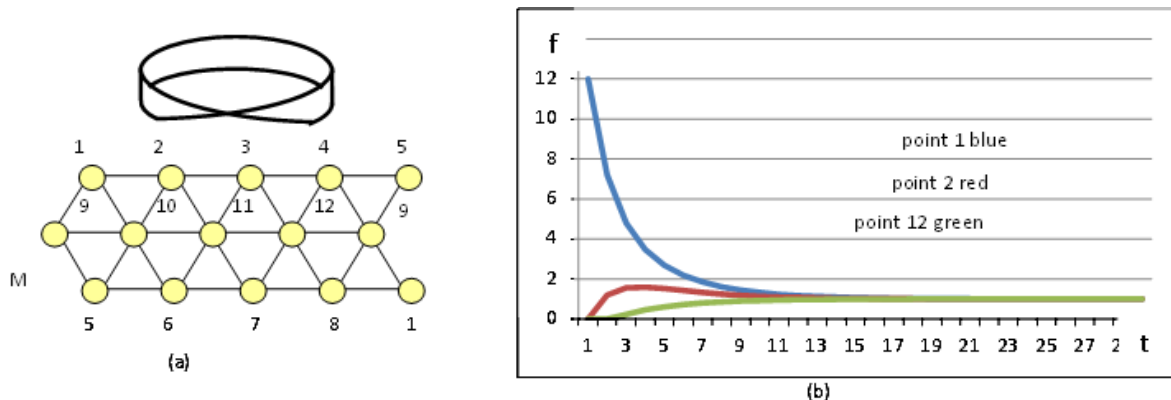 1 2 3 4 5
9 10 11 12 9
M
5 6 7 8 1
(a)
f
12
10
8
6
4
2
0
point 1 blue
point 2 red
point 12 green
1 3 5 7 9 11 13 15 17 19 21 23 25 27 2 t
(b)